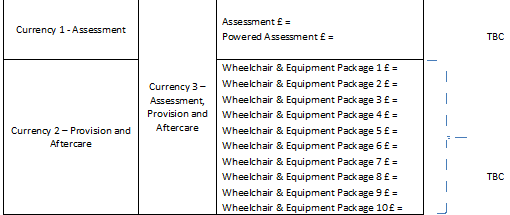 Currency 1 - Assessment
Assessment £ =
Powered Assessment £ =
TBC
Currency 3 –
Assessment,
Provision and
Aftercare
Currency 2 – Provision and
Aftercare
Wheelchair & Equipment Package 1 £ =
Wheelchair & Equipment Package 2 £ =
Wheelchair & Equipment Package 3 £ =
Wheelchair & Equipment Package 4 £ =
Wheelchair & Equipment Package 5 £ =
Wheelchair & Equipment Package 6 £ =
Wheelchair & Equipment Package 7 £ =
Wheelchair & Equipment Package 8 £ =
Wheelchair & Equipment Package 9 £ =
Wheelchair & Equipment Package 10£ =
TBC